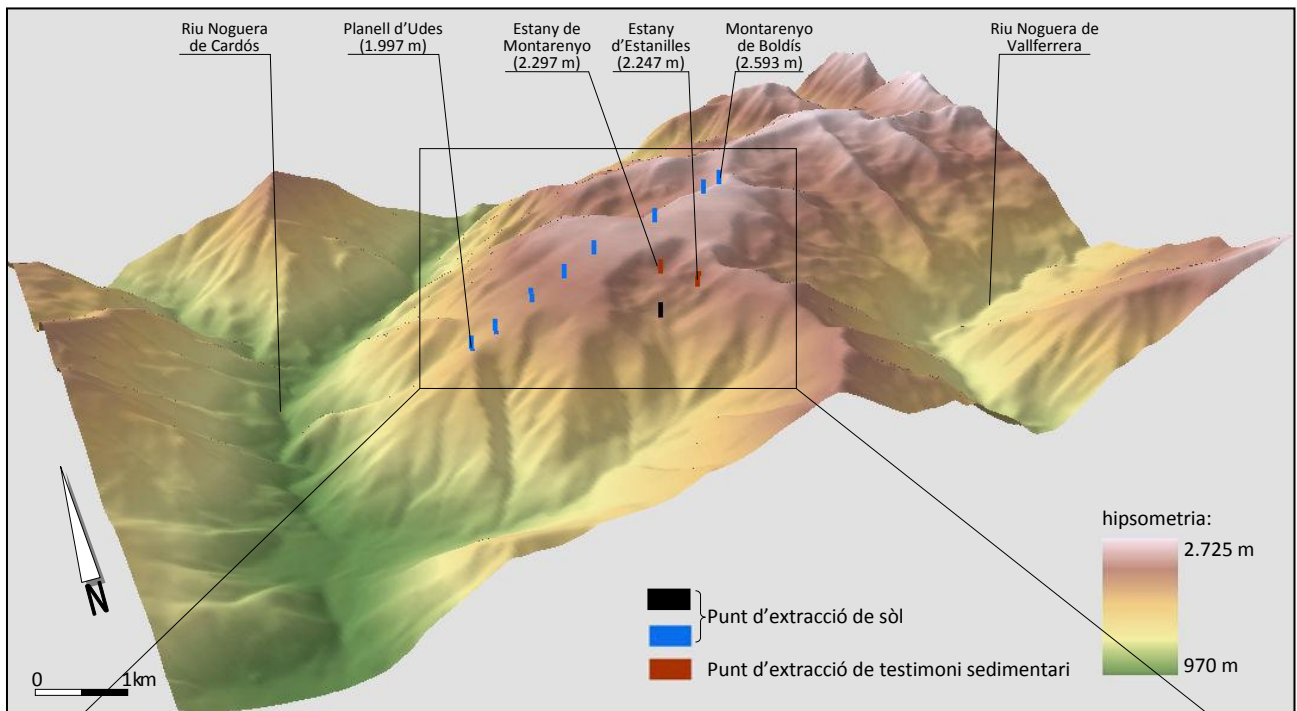 Riu Noguera
de Cardós
Planell d’Udes
(1.997 m)
Estany de
Montarenyo
(2.297 m)
Estany
d’Estanilles
(2.247 m)
Montarenyo
de Boldís
(2.593 m)
Riu Noguera de
Vallferrera
N
0 1km
Punt d’extracció de sòl
Punt d’extracció de testimoni sedimentari
hipsometria:
2.725 m
970 m